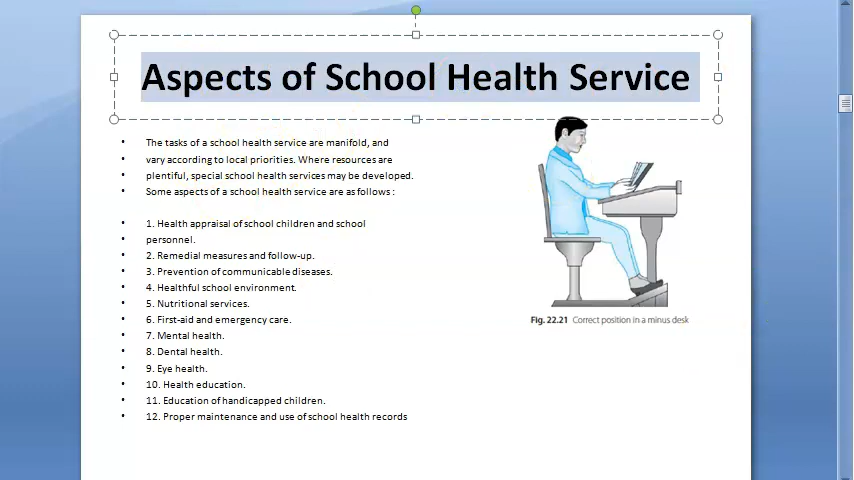 Aspects of School Health Service
• The tasks of a school health service are manifold, and
• vary according to local priorities. Where resources are
• plentiful, special school health services may be developed.
• Some aspects of a school health service are as follows :
• 1. Health appraisal of school children and school
• personnel.
• 2. Remedial measures and follow-up.
• 3. Prevention of communicable diseases.
• 4. Healthful school environment.
• 5. Nutritional services.
• 6. First-aid and emergency care.
• 7. Mental health.
• 8. Dental health.
• 9. Eye health.
• 10. Health education.
• 11. Education of handicapped children.
• 12. Proper maintenance and use of school health records
Fig. 22.21 Correct position in a minus desk